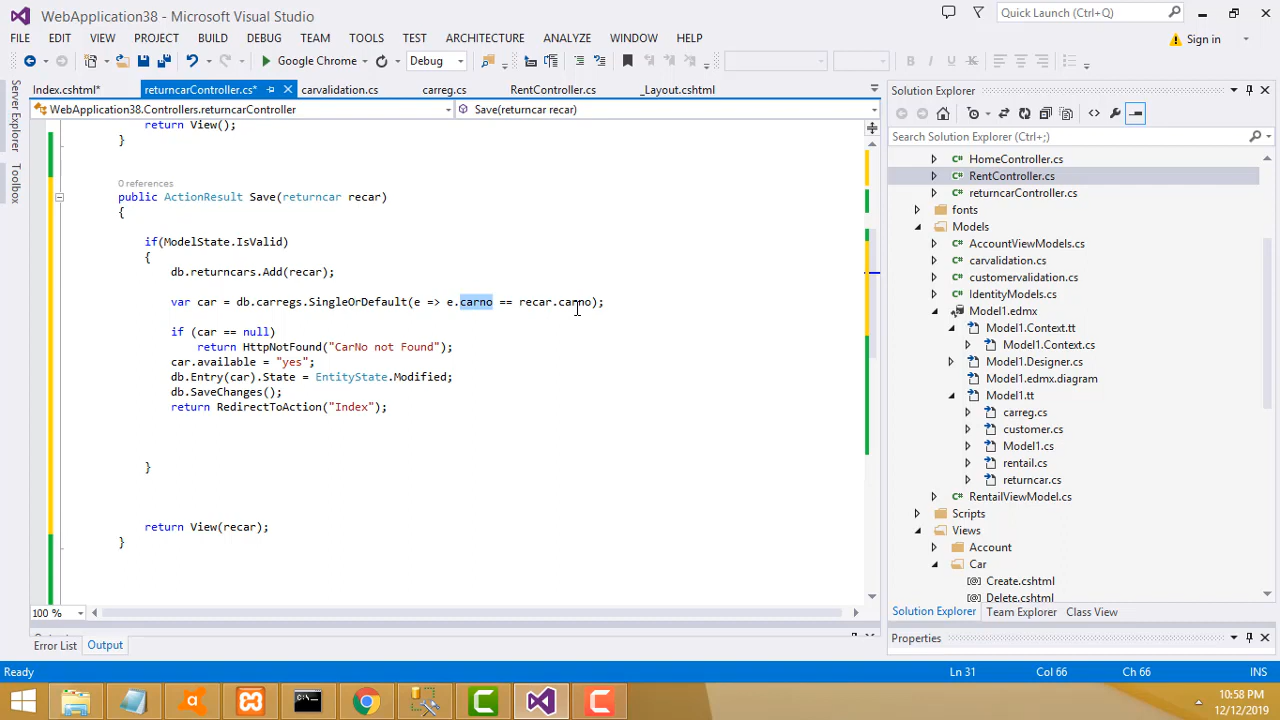 WebApplication38 - Microsoft Visual Studio
Quick Launch (Ctrl+Q)
FILE EDIT VIEW PROJECT BUILD DEBUG TEAM TOOLS TEST ARCHITECTURE ANALYZE WINDOW HELP
Sign in
Google Chrome Debug
Server Explorer
Toolbox
Index.cshtml* returnarController.cs* carvalidation.cs carreg.cs RentController.cs _Layout.cshtml
WebApplication38.Controllers.returncarController Save(returncar recar)
return View();
}
0 references
public ActionResult Save(returncar recar)
{
if(ModelState.IsValid)
{
db.returncars.Add(recar);
var car = db.carregs.SingleOrDefault(e => e.carno == recar.carno);
if (car == null)
return HttpNotFound("CarNo not Found");
car.available = "yes";
db.Entry(car).State = EntityState.Modified;
db.SaveChanges();
return RedirectToAction("Index");
}
return View(recar);
}
100 %
Error List Output
Solution Explorer
Search Solution Explorer (Ctrl+;)
HomeController.cs
RentController.cs
returncarController.cs
fonts
Models
AccountViewModels.cs
carvalidation.cs
customervalidation.cs
IdentityModels.cs
Model1.edmx
Model1.Context.tt
Model1.Context.cs
Model1.Designer.cs
Model1.edmx.diagram
Model1.tt
carreg.cs
customer.cs
Model1.cs
rentail.cs
returncar.cs
RentailViewModel.cs
Scripts
Views
Account
Car
Create.cshtml
Delete.cshtml
Solution Explorer Team Explorer Class View
Properties
Ready Ln 31 Col 66 Ch 66 INS
10:58 PM
12/12/2019